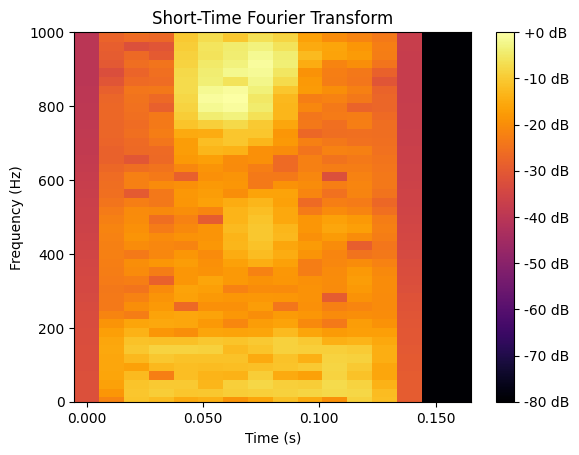 Short-Time Fourier Transform
1000
800
600
400
200
0
Frequency (Hz)
0.000
0.050
0.100
0.150
Time (s)
+0 dB
-10 dB
-20 dB
-30 dB
-40 dB
-50 dB
-60 dB
-70 dB
-80 dB